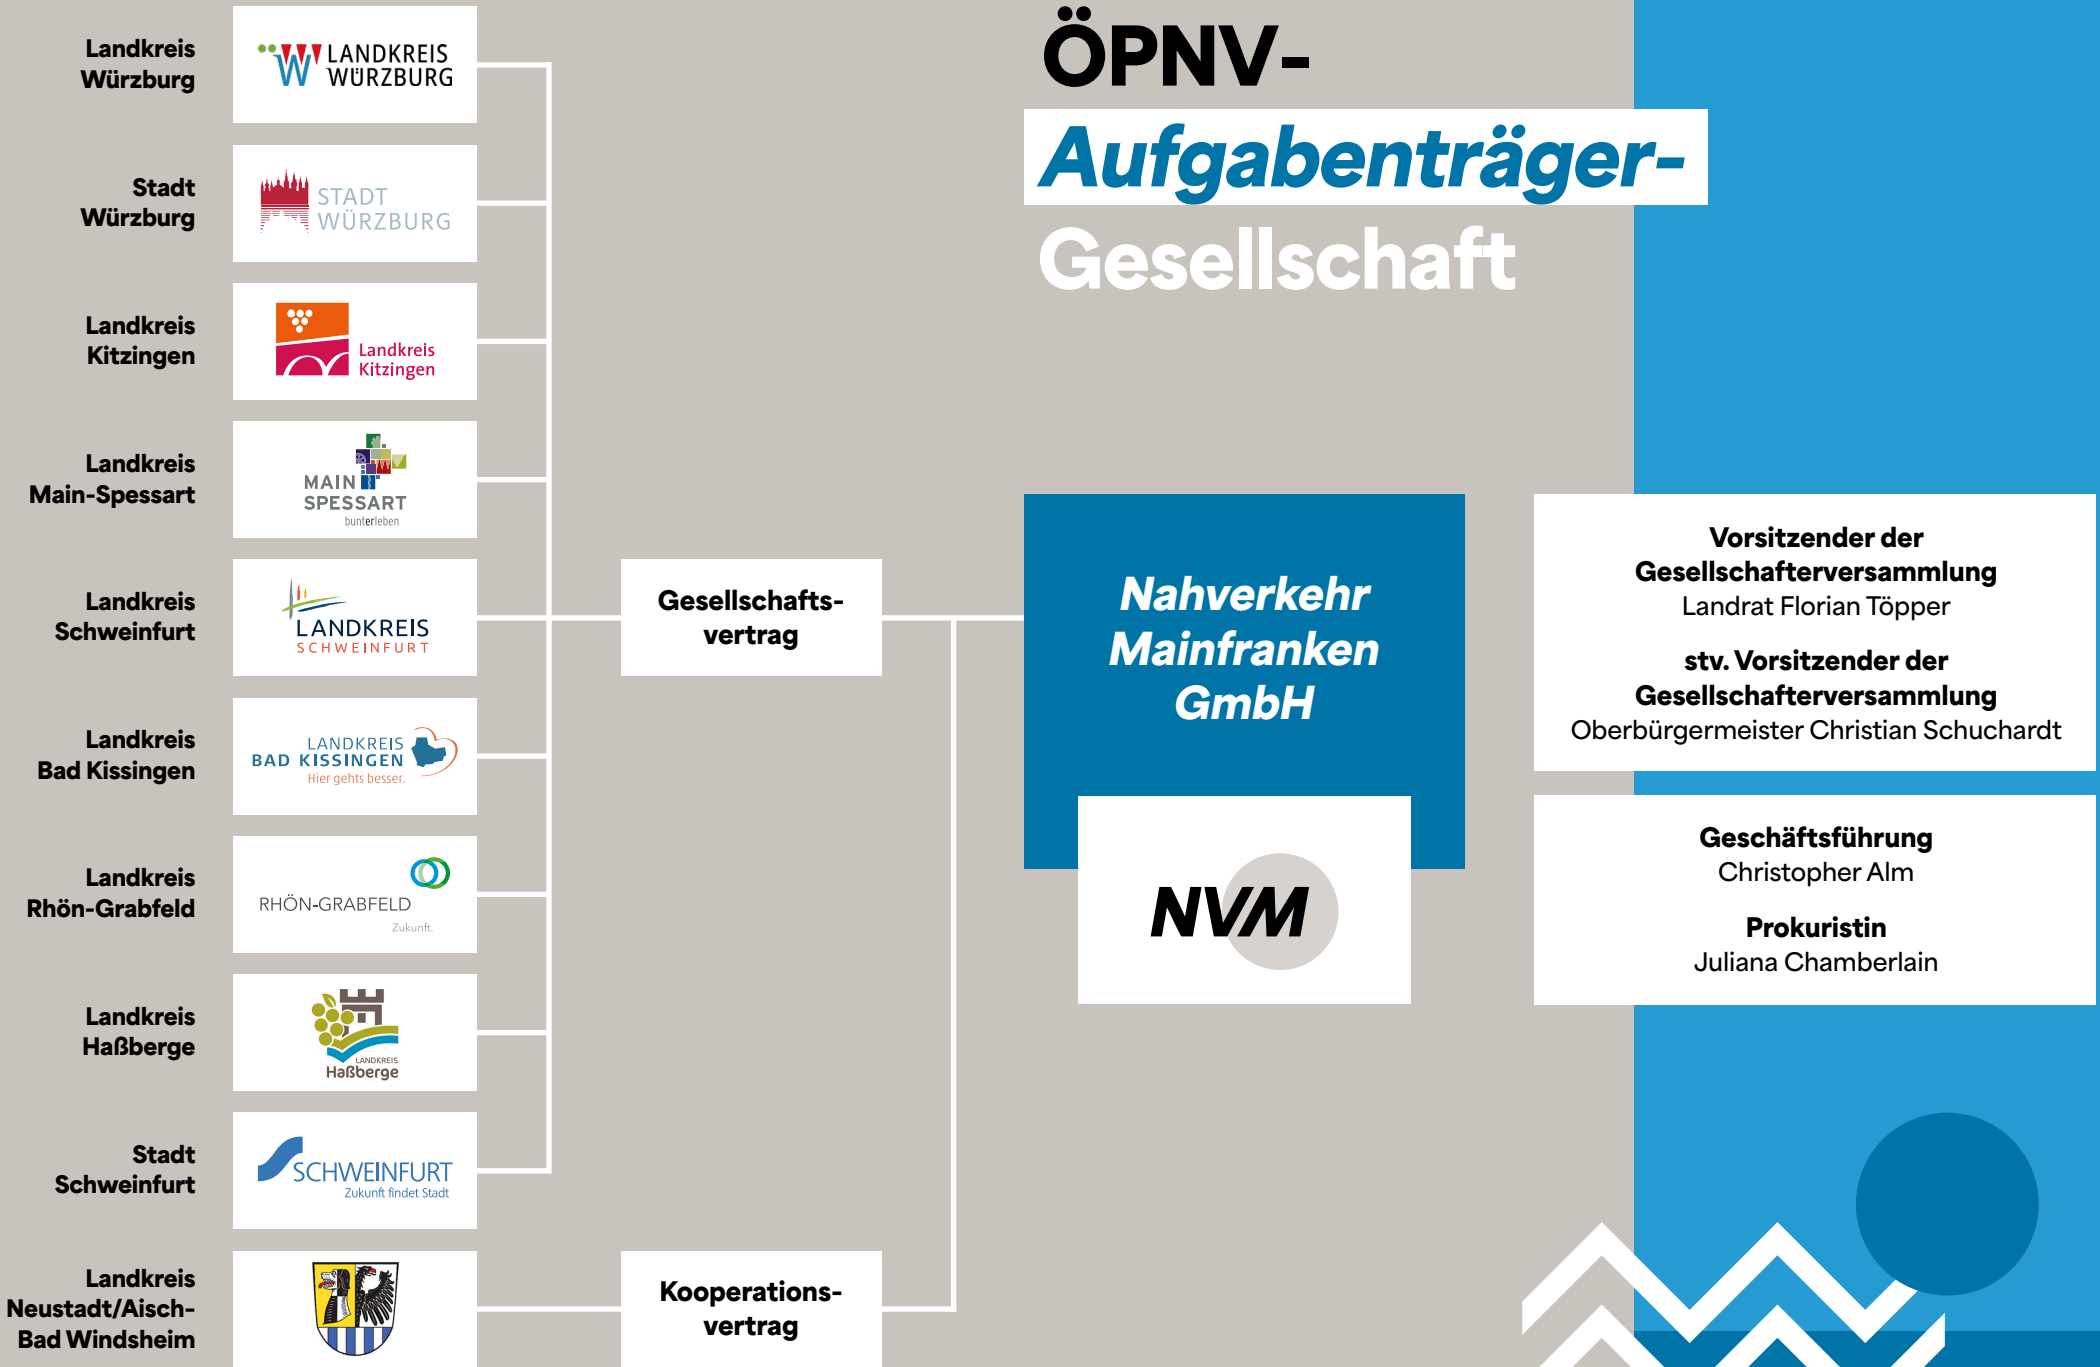 ÖPNV-
Aufgabenträger-
Gesellschaft
Landkreis
Würzburg
LANDKREIS
WÜRZBURG
Stadt
Würzburg
STADT
WÜRZBURG
Landkreis
Kitzingen
Landkreis
Kitzingen
Landkreis
Main-Spessart
MAIN
SPESSART
bunterleben
Landkreis
Schweinfurt
LANDKREIS
SCHWEINFURT
Landkreis
Bad Kissingen
LANDKREIS
BAD KISSINGEN
Hier gehts besser.
Landkreis
Rhön-Grabfeld
RHÖN-GRABFELD
Zukunft.
Landkreis
Haßberge
LANDKREIS
Haßberge
Stadt
Schweinfurt
SCHWEINFURT
Zukunft findet Stadt
Landkreis
Neustadt/Aisch-
Bad Windsheim
Gesellschafts-
vertrag
Kooperations-
vertrag
Nahverkehr
Mainfranken
GmbH
NVM
Vorsitzender der
Gesellschafterversammlung
Landrat Florian Töpper
stv. Vorsitzender der
Gesellschafterversammlung
Oberbürgermeister Christian Schuchardt
Geschäftsführung
Christopher Alm
Prokuristin
Juliana Chamberlain